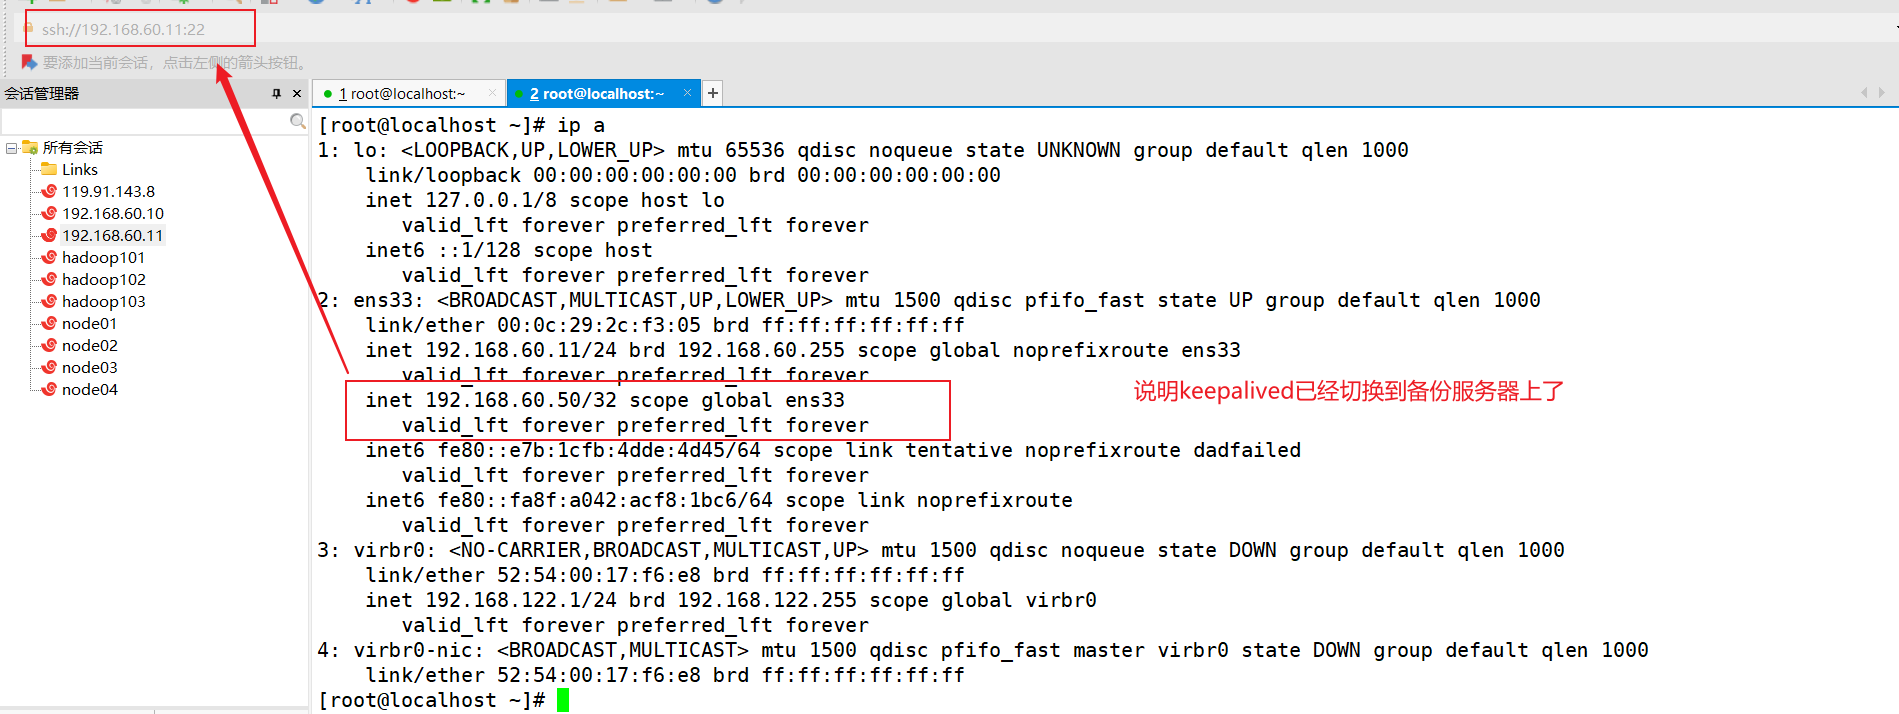 ssh://192.168.60.11:22
要添加当前会话，点击左侧的箭头按钮。
会话管理器
1 root@localhost:~
2 root@localhost:~
所有会话
Links
119.91.143.8
192.168.60.10
192.168.60.11
hadoop101
hadoop102
hadoop103
node01
node02
node03
node04
[root@localhost ~]# ip a
1: lo: <LOOPBACK,UP,LOWER_UP> mtu 65536 qdisc noqueue state UNKNOWN group default qlen 1000
link/loopback 00:00:00:00:00:00 brd 00:00:00:00:00:00
inet 127.0.0.1/8 scope host lo
valid_lft forever preferred_lft forever
inet6 ::1/128 scope host
valid_lft forever preferred_lft forever
2: ens33: <BROADCAST,MULTICAST,UP,LOWER_UP> mtu 1500 qdisc pfifo_fast state UP group default qlen 1000
link/ether 00:0c:29:2c:f3:05 brd ff:ff:ff:ff:ff:ff
inet 192.168.60.11/24 brd 192.168.60.255 scope global noprefixroute ens33
valid_lft forever preferred_lft forever
inet 192.168.60.50/32 scope global ens33
valid_lft forever preferred_lft forever
说明keepalived已经切换到备份服务器上了
inet6 fe80::e7b:1cfb:4dde:4d45/64 scope link tentative noprefixroute dadfailed
valid_lft forever preferred_lft forever
inet6 fe80::fa8f:a042:acf8:1bc6/64 scope link noprefixroute
valid_lft forever preferred_lft forever
3: virbr0: <NO-CARRIER,BROADCAST,MULTICAST,UP> mtu 1500 qdisc noqueue state DOWN group default qlen 1000
link/ether 52:54:00:17:f6:e8 brd ff:ff:ff:ff:ff:ff
inet 192.168.122.1/24 brd 192.168.122.255 scope global virbr0
valid_lft forever preferred_lft forever
4: virbr0-nic: <BROADCAST,MULTICAST> mtu 1500 qdisc pfifo_fast master virbr0 state DOWN group default qlen 1000
link/ether 52:54:00:17:f6:e8 brd ff:ff:ff:ff:ff:ff
[root@localhost ~]#